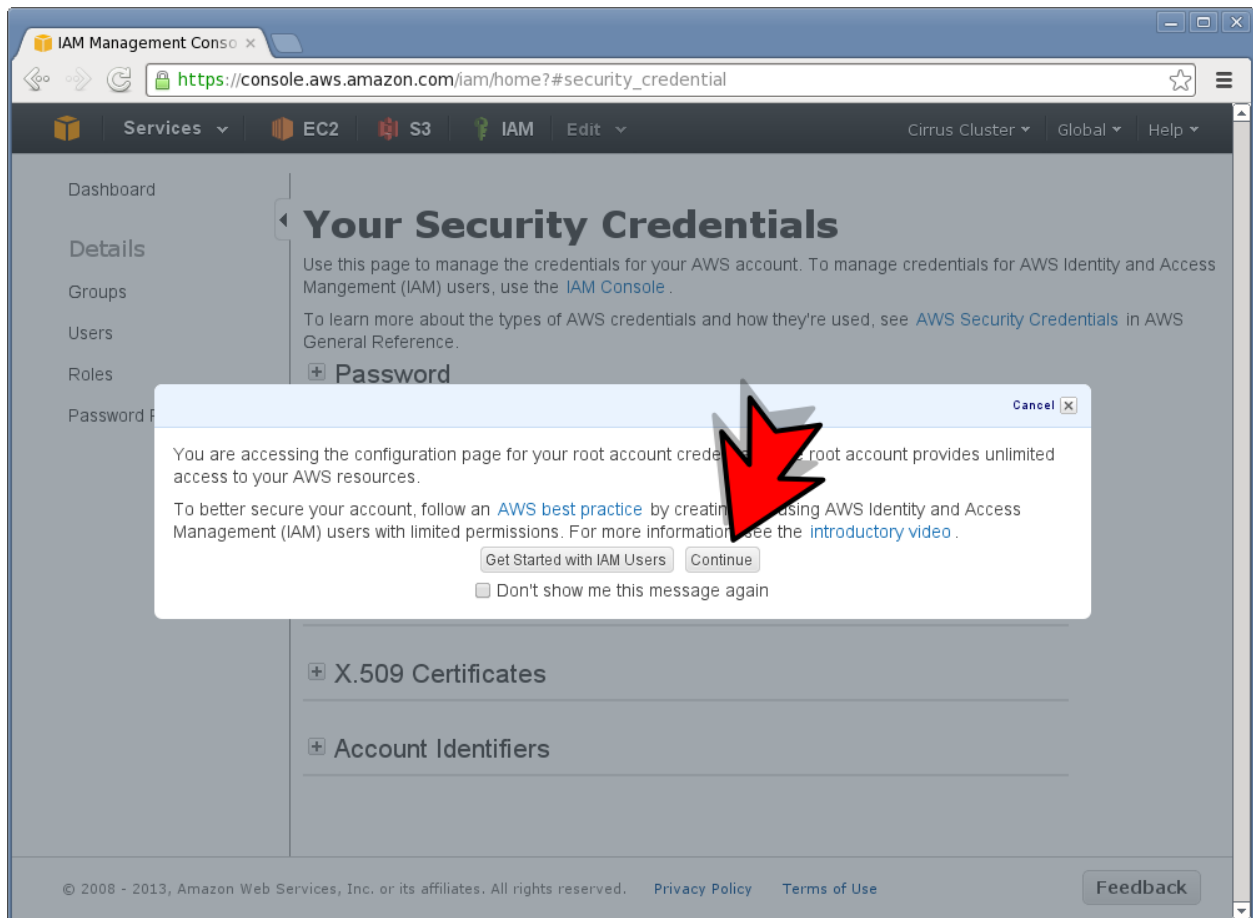 IAM Management Conso
https://console.aws.amazon.com/iam/home?#security_credential
Services EC2 S3 IAM Edit Cirrus Cluster Global Help
Dashboard
Details
Groups
Users
Roles
Password
Your Security Credentials
Use this page to manage the credentials for your AWS account. To manage credentials for AWS Identity and Access
Mangement (IAM) users, use the IAM Console .
To learn more about the types of AWS credentials and how they're used, see AWS Security Credentials in AWS
General Reference.
Password
Cancel
You are accessing the configuration page for your root account root account provides unlimited
access to your AWS resources.
To better secure your account, follow an AWS best practice by using AWS Identity and Access
Management (IAM) users with limited permissions. For more information see the introductory video .
Get Started with IAM Users Continue
Don't show me this message again
X.509 Certificates
Account Identifiers
© 2008 - 2013, Amazon Web Services, Inc. or its affiliates. All rights reserved. Privacy Policy Terms of Use Feedback